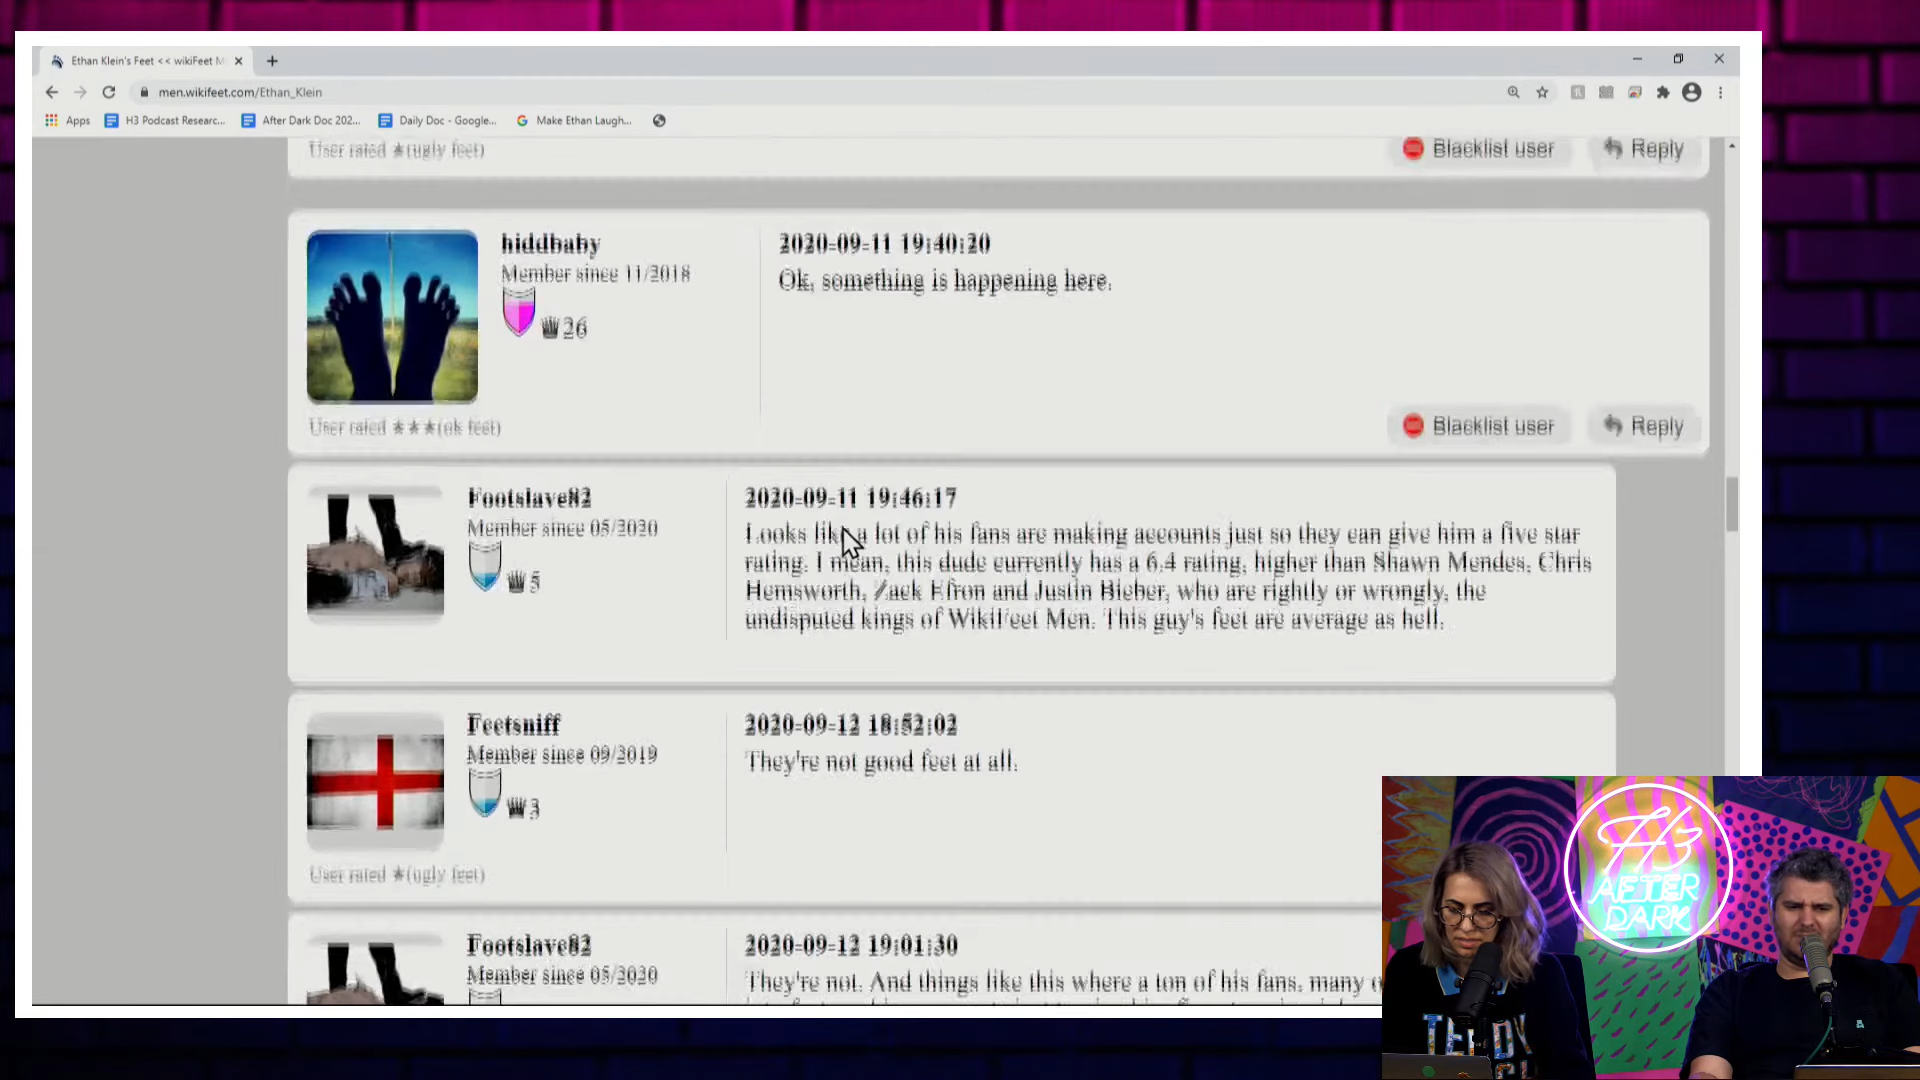 Ethan Klein's Feet << wikiFeet M
men.wikifeet.com/Ethan_Klein
Apps
H3 Podcast Researc...
After Dark Doc 202...
Daily Doc - Google...
Make Ethan Laugh...
User rated ★(ugly feet)
Blacklist user
Reply
hiddbaby
Member since 11/2018
26
User rated ★★★(ok feet)
2020-09-11 19:40:20
Ok, something is happening here.
Blacklist user
Reply
Footslave82
Member since 05/2020
5
2020-09-11 19:46:17
Looks like a lot of his fans are making accounts just so they can give him a five star
rating. I mean, this dude currently has a 6.4 rating, higher than Shawn Mendes, Chris
Hemsworth, Zack Efron and Justin Bieber, who are rightly or wrongly, the
undisputed kings of WikiFeet Men. This guy's feet are average as hell.
Feetsniff
Member since 09/2019
3
User rated ★(ugly feet)
2020-09-12 18:52:02
They're not good feet at all.
Footslave82
Member since 05/2020
2020-09-12 19:01:30
They're not. And things like this where a ton of his fans, many
H3
AFTER
DARK